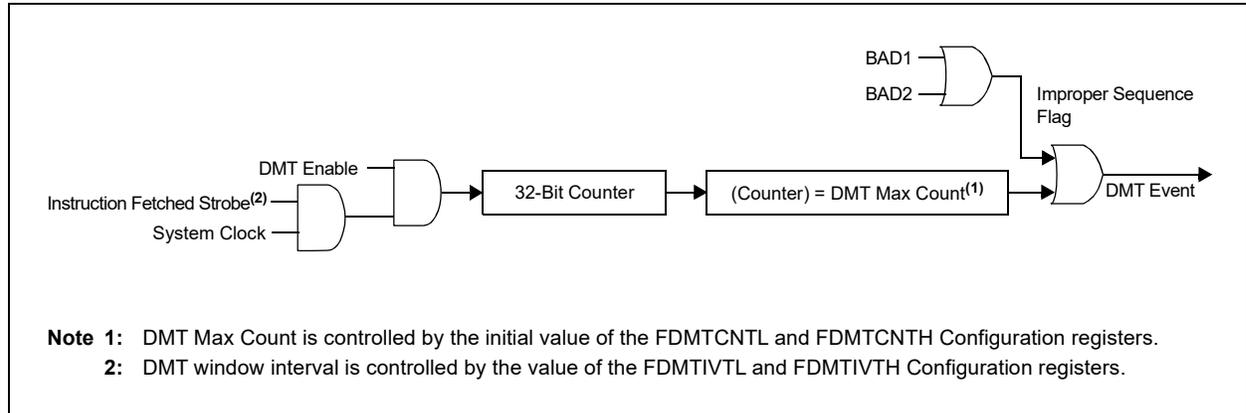 BAD1
BAD2
Improper Sequence
Flag
DMT Enable
Instruction Fetched Strobe(2)
System Clock
32-Bit Counter
(Counter) = DMT Max Count(1)
DMT Event
Note 1: DMT Max Count is controlled by the initial value of the FDMTCNTL and FDMTCNTH Configuration registers.
2: DMT window interval is controlled by the value of the FDMTIVTL and FDMTIVTH Configuration registers.